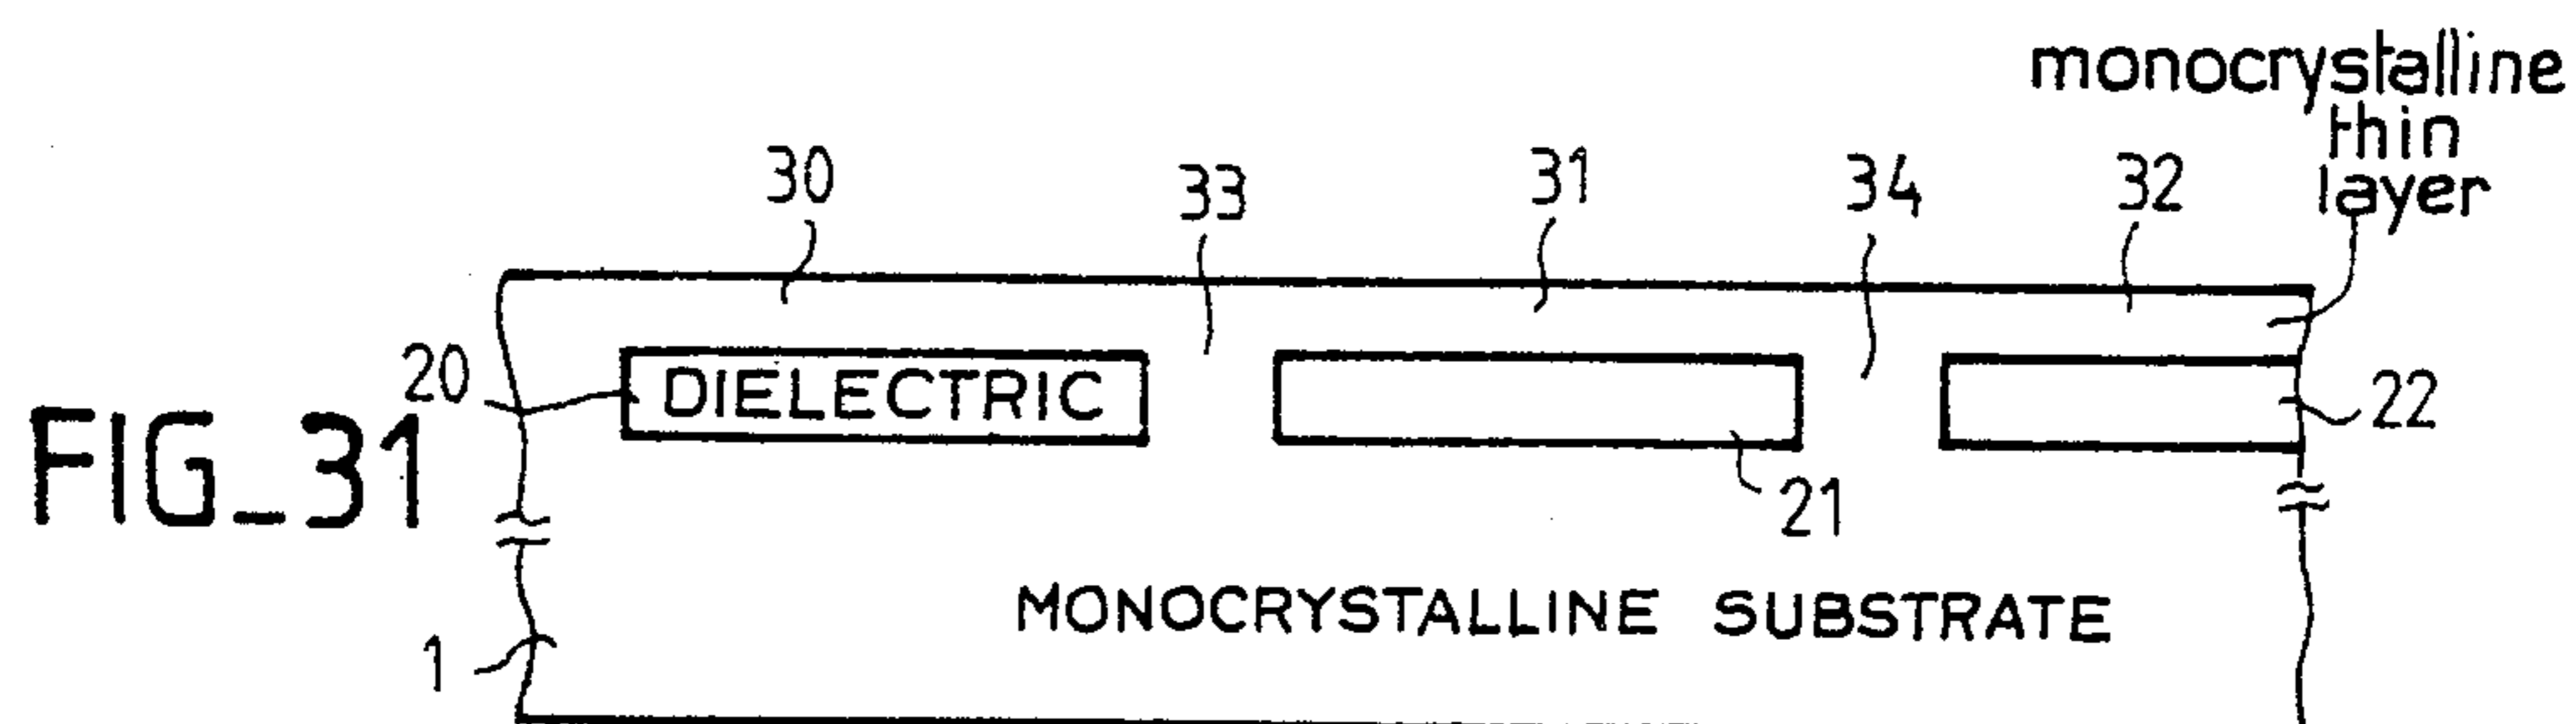 monocrystalline
thin
layer
30
33
31
34
32
20
DIELECTRIC
22
FIG_31
21
MONOCRYSTALLINE SUBSTRATE
1